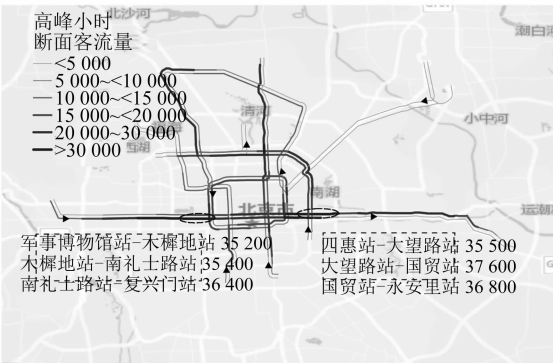 高峰小时
断面客流量
<5 000
5 000~<10 000
10 000~<15 000
15 000~<20 000
20 000~30 000
>30 000
北沙河
潮白河
清河
小中河
西湖
南湖
北京市
运潮
军事博物馆站-木樨地站 35 200
木樨地站-南礼士路站 35 400
南礼士路站-复兴门站 36 400
四惠站-大望路站 35 500
大望路站-国贸站 37 600
国贸站-永安里站 36 800